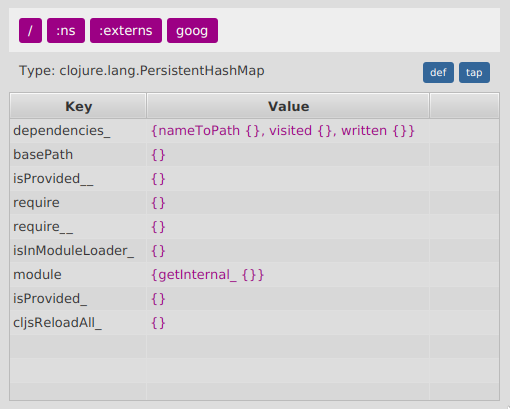 / :ns :externs goog
Type: clojure.lang.PersistentHashMap def tap
Key Value
dependencies_ {nameToPath {}, visited {}, written {}}
basePath {}
isProvided__ {}
require {}
require__ {}
isInModuleLoader_ {}
module {getInternal_ {}}
isProvided_ {}
cljsReloadAll_ {}